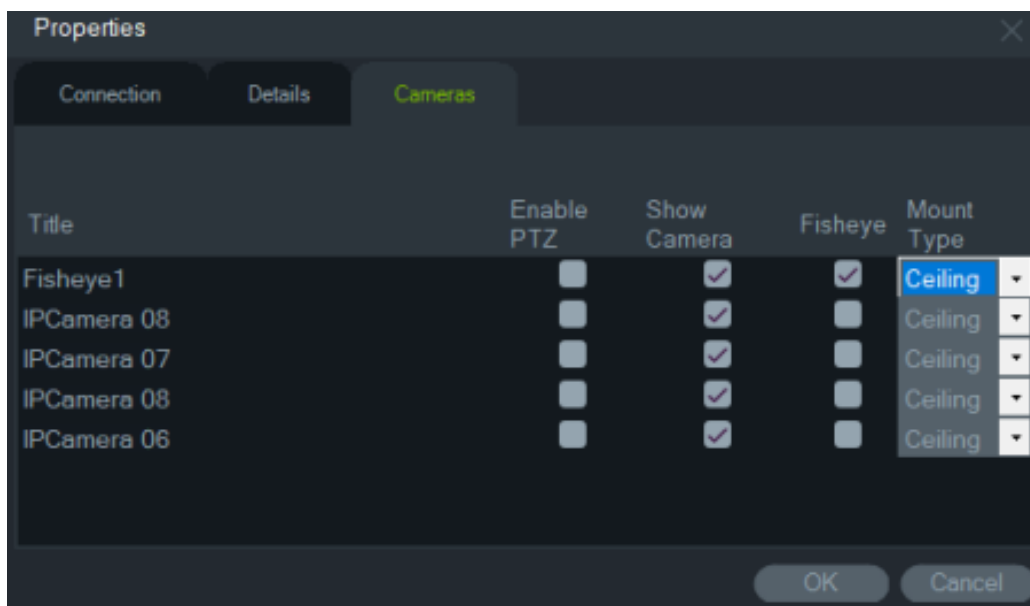 Properties
Connection Details Cameras
Title Enable PTZ Show Camera Fisheye Mount Type
Fisheye1 Ceiling
IPCamera 08 Ceiling
IPCamera 07 Ceiling
IPCamera 08 Ceiling
IPCamera 06 Ceiling
OK Cancel